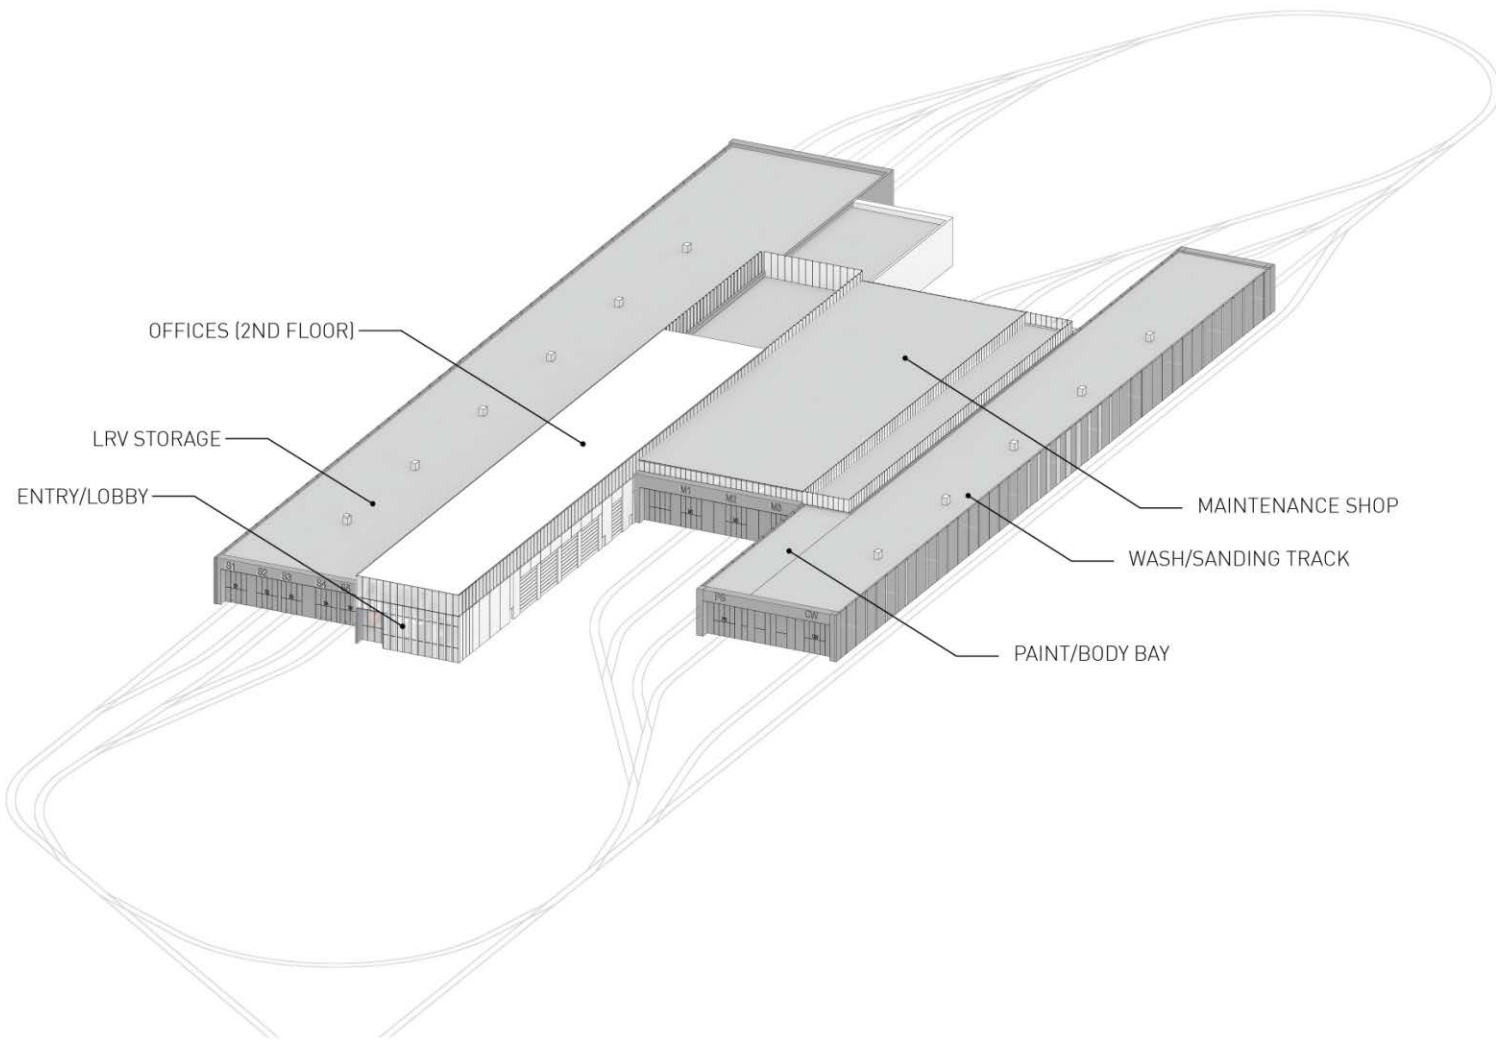 OFFICES (2ND FLOOR)
LRV STORAGE
ENTRY/LOBBY
MAINTENANCE SHOP
WASH/SANDING TRACK
PAINT/BODY BAY
M1
M2
M3
S1
S2
S3
S4
CW